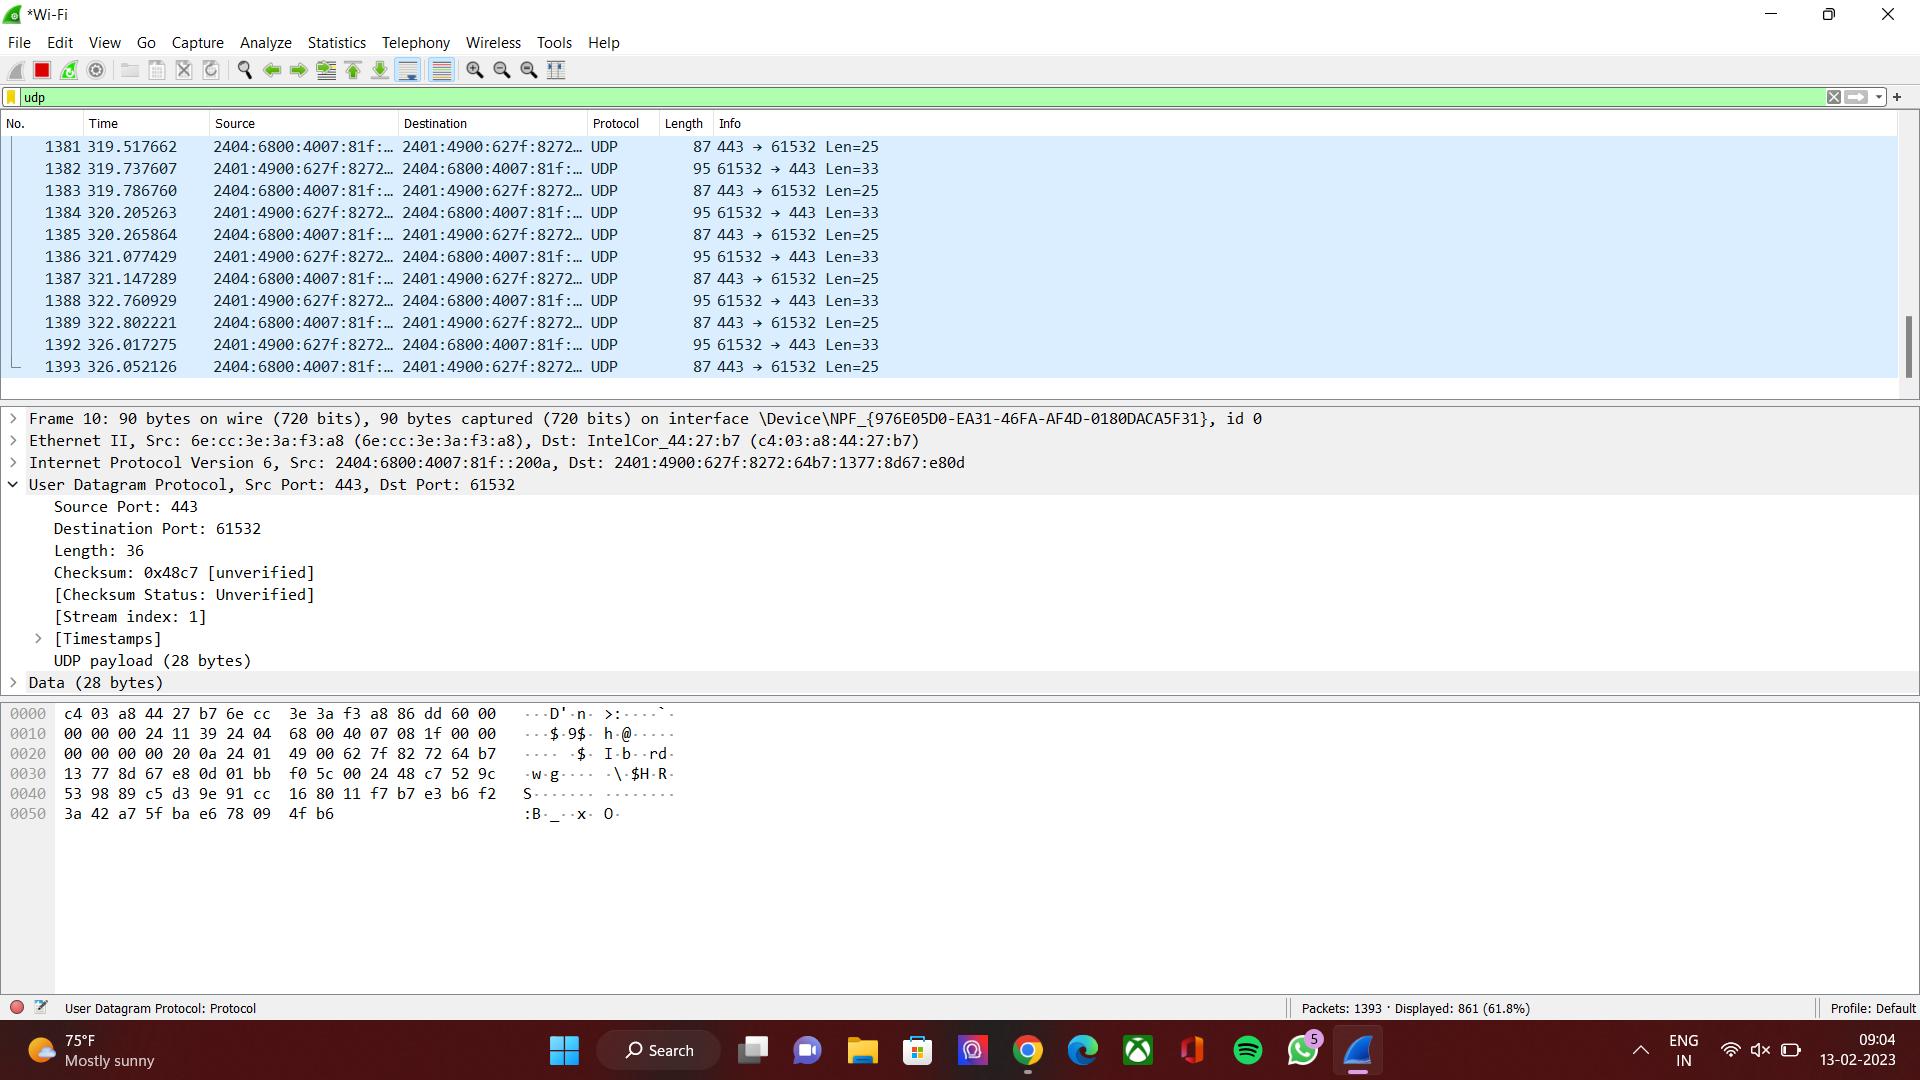 *Wi-Fi
File Edit View Go Capture Analyze Statistics Telephony Wireless Tools Help
udp
No. Time Source Destination Protocol Length Info
1381 319.517662 2404:6800:4007:81f:… 2401:4900:627f:8272… UDP 87 443 → 61532 Len=25
1382 319.737607 2401:4900:627f:8272… 2404:6800:4007:81f:… UDP 95 61532 → 443 Len=33
1383 319.786760 2404:6800:4007:81f:… 2401:4900:627f:8272… UDP 87 443 → 61532 Len=25
1384 320.205263 2401:4900:627f:8272… 2404:6800:4007:81f:… UDP 95 61532 → 443 Len=33
1385 320.265864 2404:6800:4007:81f:… 2401:4900:627f:8272… UDP 87 443 → 61532 Len=25
1386 321.077429 2401:4900:627f:8272… 2404:6800:4007:81f:… UDP 95 61532 → 443 Len=33
1387 321.147289 2404:6800:4007:81f:… 2401:4900:627f:8272… UDP 87 443 → 61532 Len=25
1388 322.760929 2401:4900:627f:8272… 2404:6800:4007:81f:… UDP 95 61532 → 443 Len=33
1389 322.802221 2404:6800:4007:81f:… 2401:4900:627f:8272… UDP 87 443 → 61532 Len=25
1392 326.017275 2401:4900:627f:8272… 2404:6800:4007:81f:… UDP 95 61532 → 443 Len=33
1393 326.052126 2404:6800:4007:81f:… 2401:4900:627f:8272… UDP 87 443 → 61532 Len=25
Frame 10: 90 bytes on wire (720 bits), 90 bytes captured (720 bits) on interface \Device\NPF_{976E05D0-EA31-46FA-AF4D-0180DACA5F31}, id 0
Ethernet II, Src: 6e:cc:3e:3a:f3:a8 (6e:cc:3e:3a:f3:a8), Dst: IntelCor_44:27:b7 (c4:03:a8:44:27:b7)
Internet Protocol Version 6, Src: 2404:6800:4007:81f::200a, Dst: 2401:4900:627f:8272:64b7:1377:8d67:e80d
User Datagram Protocol, Src Port: 443, Dst Port: 61532
Source Port: 443
Destination Port: 61532
Length: 36
Checksum: 0x48c7 [unverified]
[Checksum Status: Unverified]
[Stream index: 1]
[Timestamps]
UDP payload (28 bytes)
Data (28 bytes)
0000 c4 03 a8 44 27 b7 6e cc 3e 3a f3 a8 86 dd 60 00 ···D'·n· >:····`·
0010 00 00 00 24 11 39 24 04 68 00 40 07 08 1f 00 00 ···$·9$· h·@·····
0020 00 00 00 00 20 0a 24 01 49 00 62 7f 82 72 64 b7 ···· ·$· I·b··rd·
0030 13 77 8d 67 e8 0d 01 bb f0 5c 00 24 48 c7 52 9c ·w·g···· ·\·$H·R·
0040 53 98 89 c5 d3 9e 91 cc 16 80 11 f7 b7 e3 b6 f2 S······· ········
0050 3a 42 a7 5f ba e6 78 09 4f b6 :B·_··x· O·
User Datagram Protocol: Protocol
Packets: 1393 · Displayed: 861 (61.8%)
Profile: Default
75°F
Mostly sunny
Search
5
ENG
IN
09:04
13-02-2023